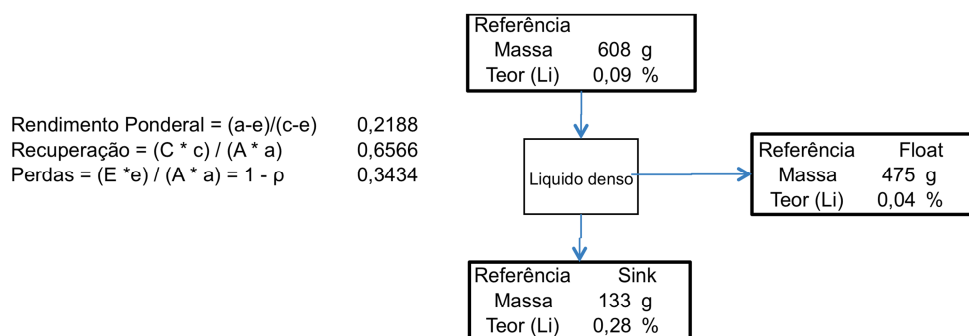 Referência
Massa 608 g
Teor (Li) 0,09 %
Rendimento Ponderal = (a-e)/(c-e) 0,2188
Recuperação = (C * c) / (A * a) 0,6566
Perdas = (E *e) / (A * a) = 1 - ρ 0,3434
Liquido denso
Referência Float
Massa 475 g
Teor (Li) 0,04 %
Referência Sink
Massa 133 g
Teor (Li) 0,28 %